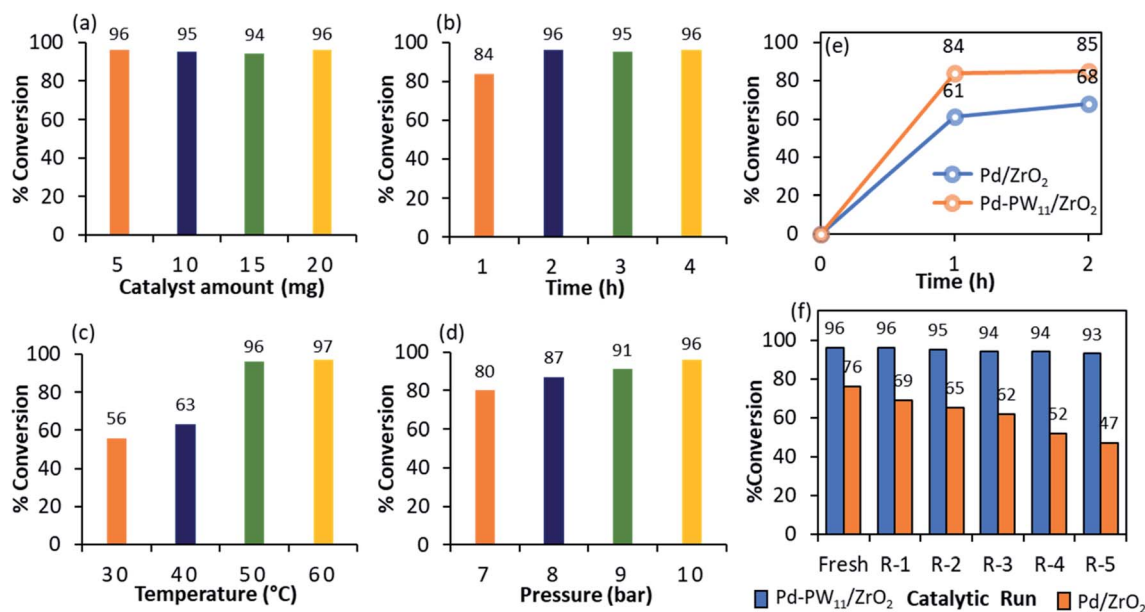 (a)
96 95 94 96
100
80
60
40
20
0
% Conversion
5 10 15 20
Catalyst amount (mg)
(b)
84 96 95 96
100
80
60
40
20
0
% Conversion
1 2 3 4
Time (h)
(e)
84 85
61 68
100
80
60
40
20
0
% Conversion
Pd/ZrO₂
Pd-PW₁₁/ZrO₂
0 1 2
Time (h)
(c)
56 63 96 97
100
80
60
40
20
0
% Conversion
30 40 50 60
Temperature (°C)
(d)
80 87 91 96
100
80
60
40
20
0
% Conversion
7 8 9 10
Pressure (bar)
(f)
96 96 95 94 94 93
76 69 65 62 52 47
100
80
60
40
20
0
%Conversion
Fresh R-1 R-2 R-3 R-4 R-5
Pd-PW₁₁/ZrO₂ Catalytic Run Pd/ZrO₂